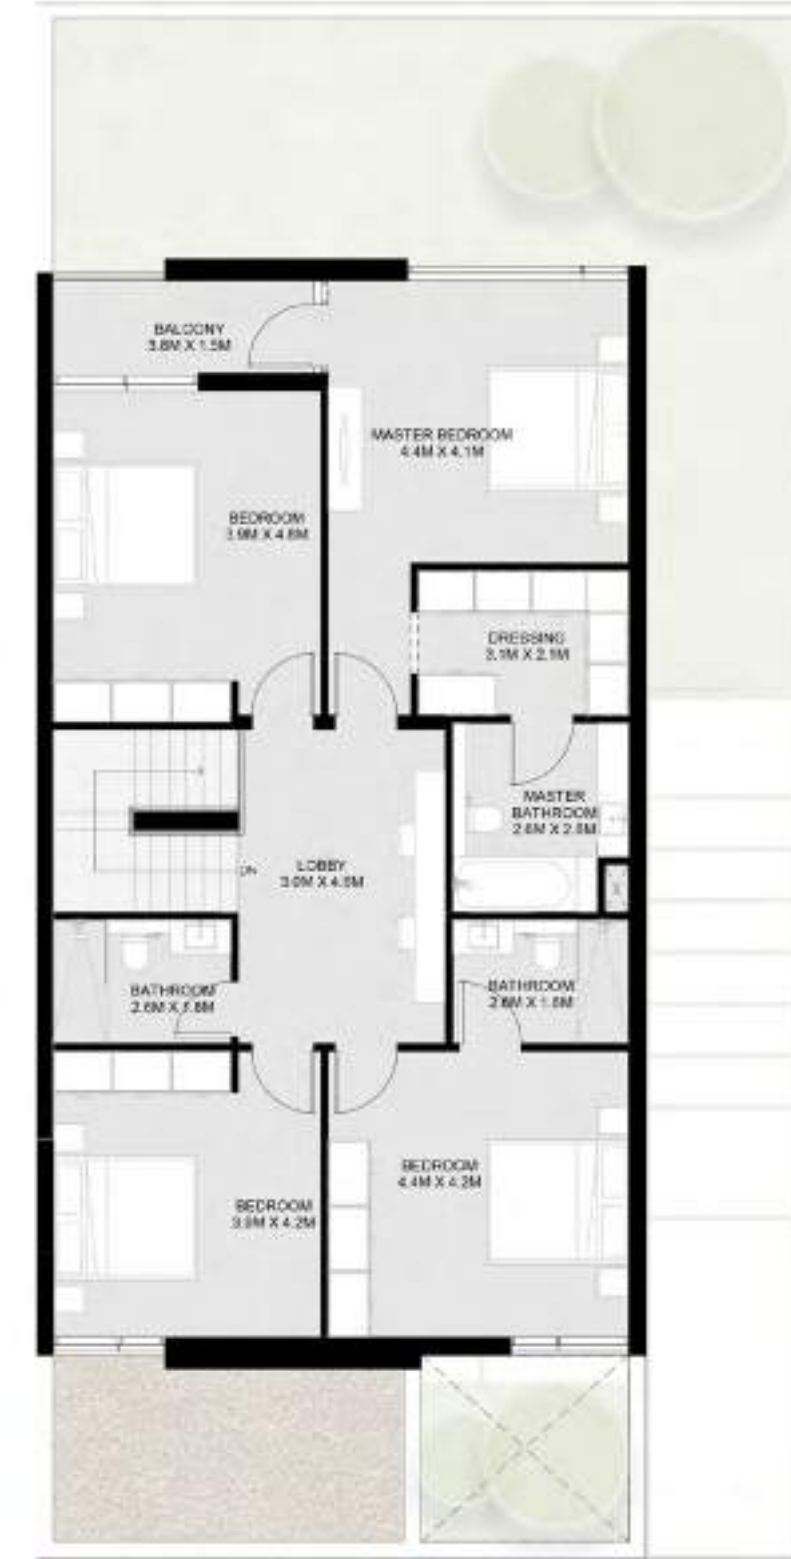 BALCONY
3.8M X 1.5M
MASTER BEDROOM
4.4M X 4.1M
BEDROOM
3.9M X 4.8M
DRESSING
3.1M X 2.1M
MASTER
BATHROOM
2.6M X 2.8M
LOBBY
3.0M X 4.5M
DN
BATHROOM
2.6M X 1.8M
BATHROOM
2.6M X 1.8M
BEDROOM
4.4M X 4.2M
BEDROOM
3.9M X 4.2M